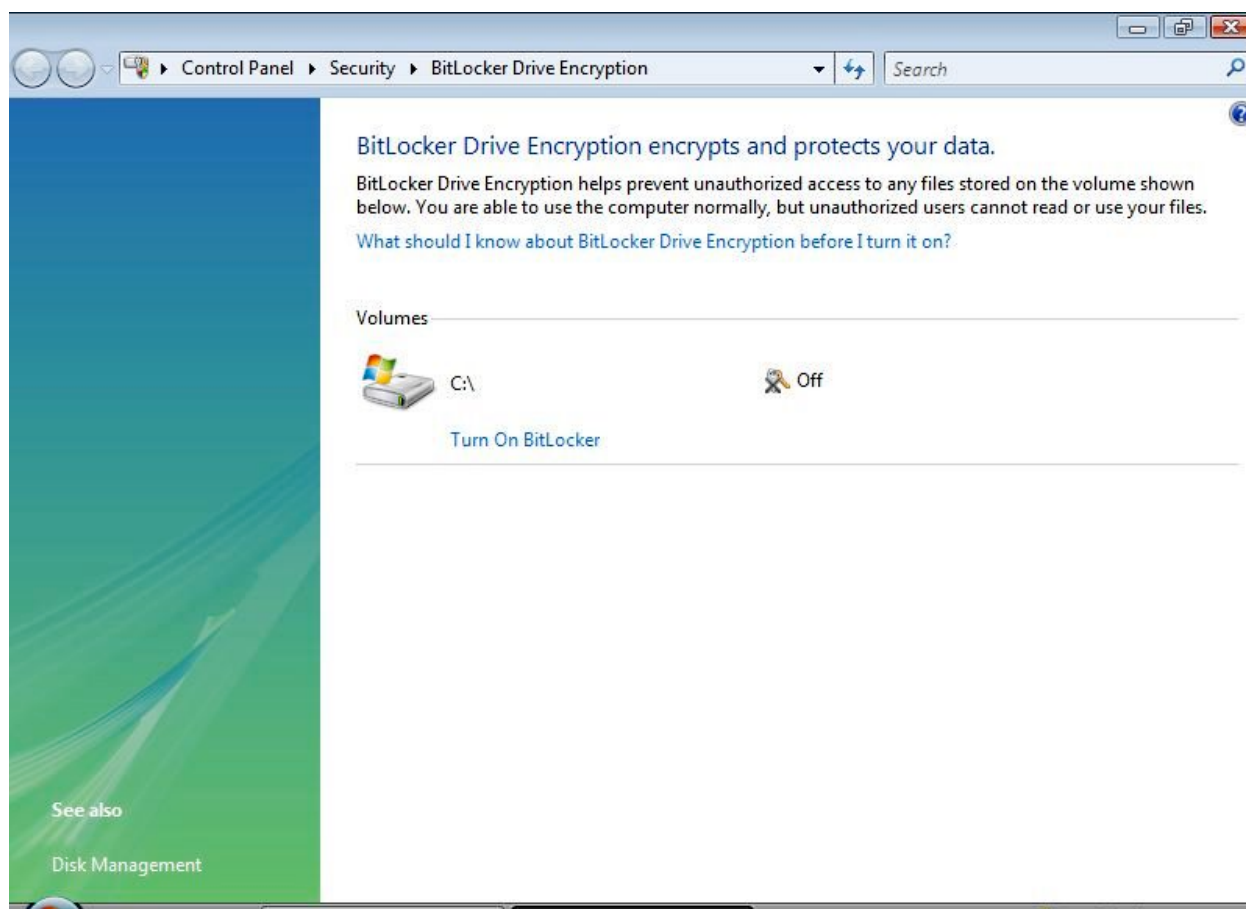 Control Panel Security BitLocker Drive Encryption Search
BitLocker Drive Encryption encrypts and protects your data.
BitLocker Drive Encryption helps prevent unauthorized access to any files stored on the volume shown
below. You are able to use the computer normally, but unauthorized users cannot read or use your files.
What should I know about BitLocker Drive Encryption before I turn it on?
Volumes
C:\ Off
Turn On BitLocker
See also
Disk Management